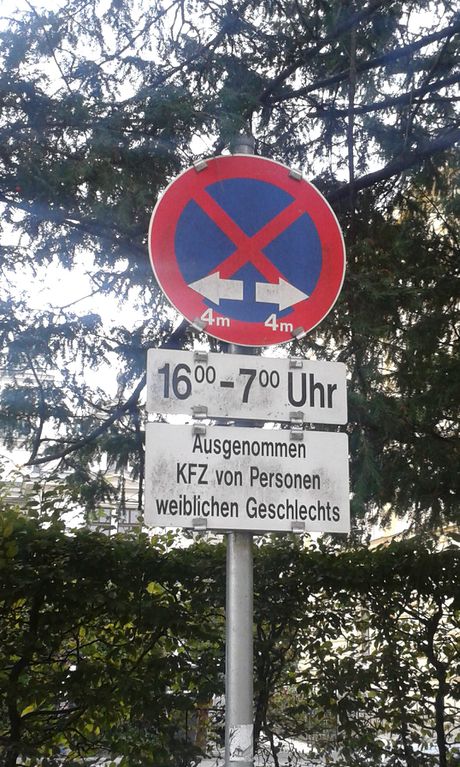 4m 4m
16⁰⁰ – 7⁰⁰ Uhr
Ausgenommen
KFZ von Personen
weiblichen Geschlechts